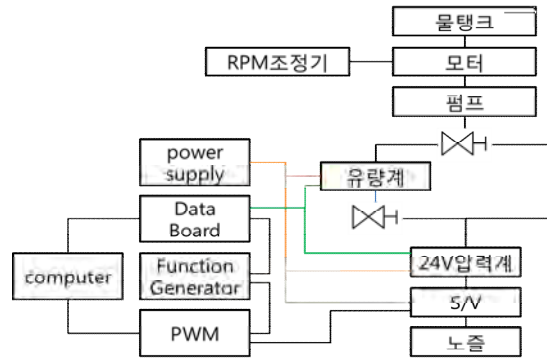 물탱크
RPM조정기
모터
펌프
power
supply
유량계
Data
Board
computer
Function
Generator
24V압력계
S/V
PWM
노즐